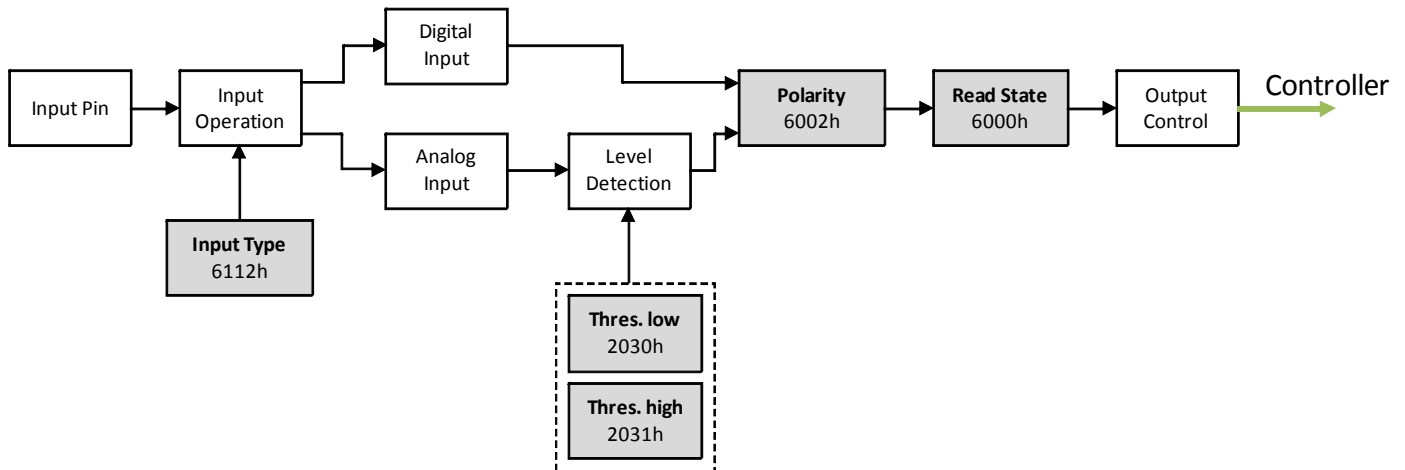 Input Pin
Input
Operation
Input Type
6112h
Digital
Input
Analog
Input
Level
Detection
Thres. low
2030h
Thres. high
2031h
Polarity
6002h
Read State
6000h
Output
Control
Controller